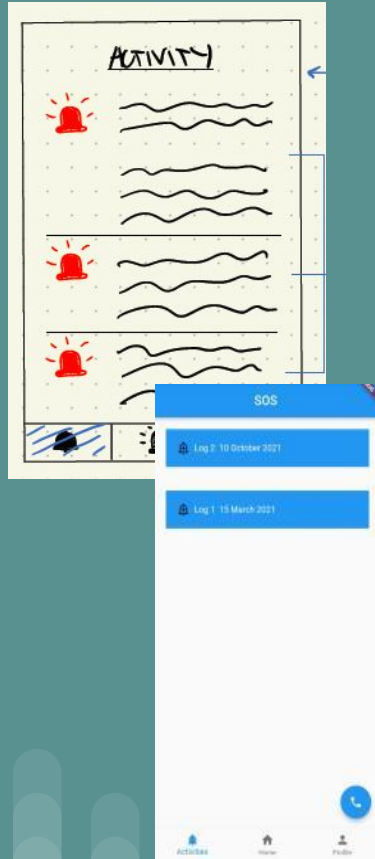 ACTIVITY
SOS
Log 2 10 October 2021
Log 1 15 March 2021
Activities
Home
Profile